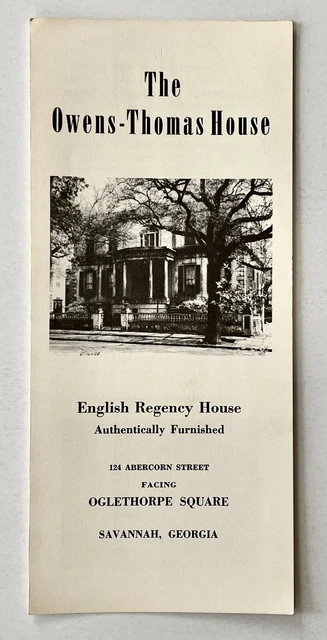 The
Owens-Thomas House
English Regency House
Authentically Furnished
124 ABERCORN STREET
FACING
OGLETHORPE SQUARE
SAVANNAH, GEORGIA